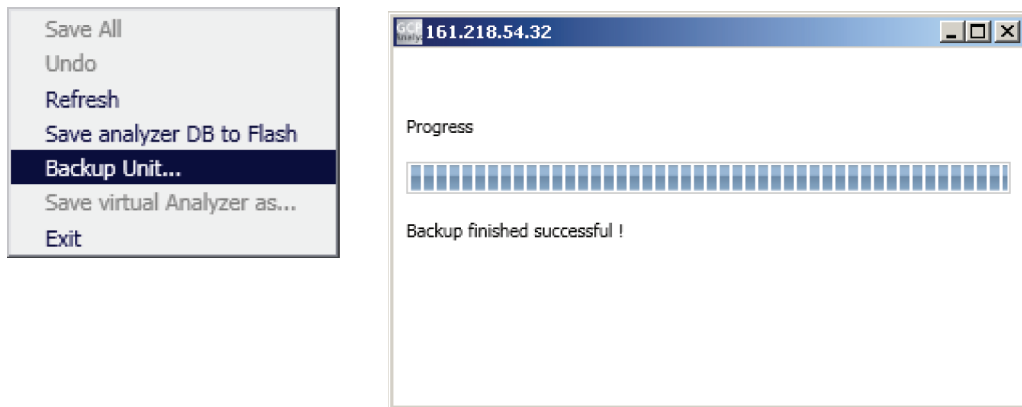 Save All
Undo
Refresh
Save analyzer DB to Flash
Backup Unit...
Save virtual Analyzer as...
Exit
161.218.54.32
Progress
Backup finished successful !